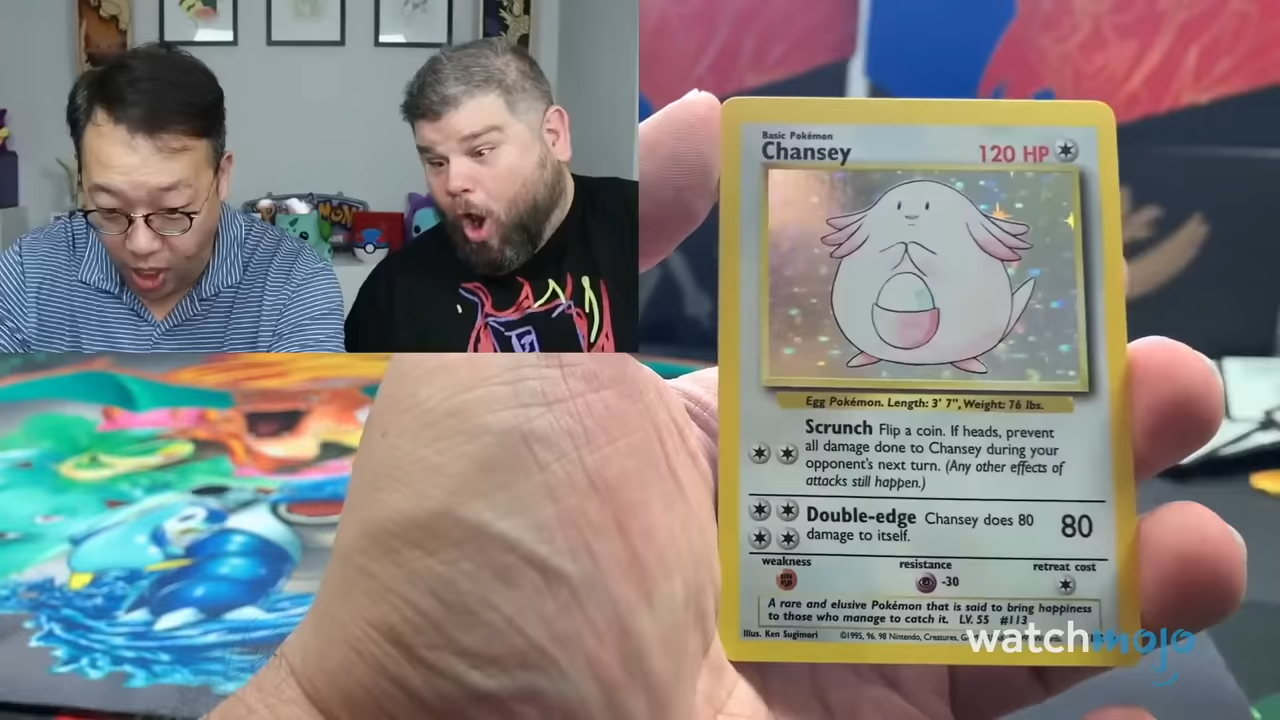 POKÉMON
Basic Pokémon
Chansey 120 HP
Egg Pokémon. Length: 3' 7", Weight: 76 lbs.
Scrunch Flip a coin. If heads, prevent
all damage done to Chansey during your
opponent's next turn. (Any other effects of
attacks still happen.)
Double-edge Chansey does 80
damage to itself.
80
weakness resistance retreat cost
-30
A rare and elusive Pokémon that is said to bring happiness
to those who manage to catch it. LV. 55 #113
Illus. Ken Sugimori ©1995, 96, 98 Nintendo, Creatures,
watchmojo